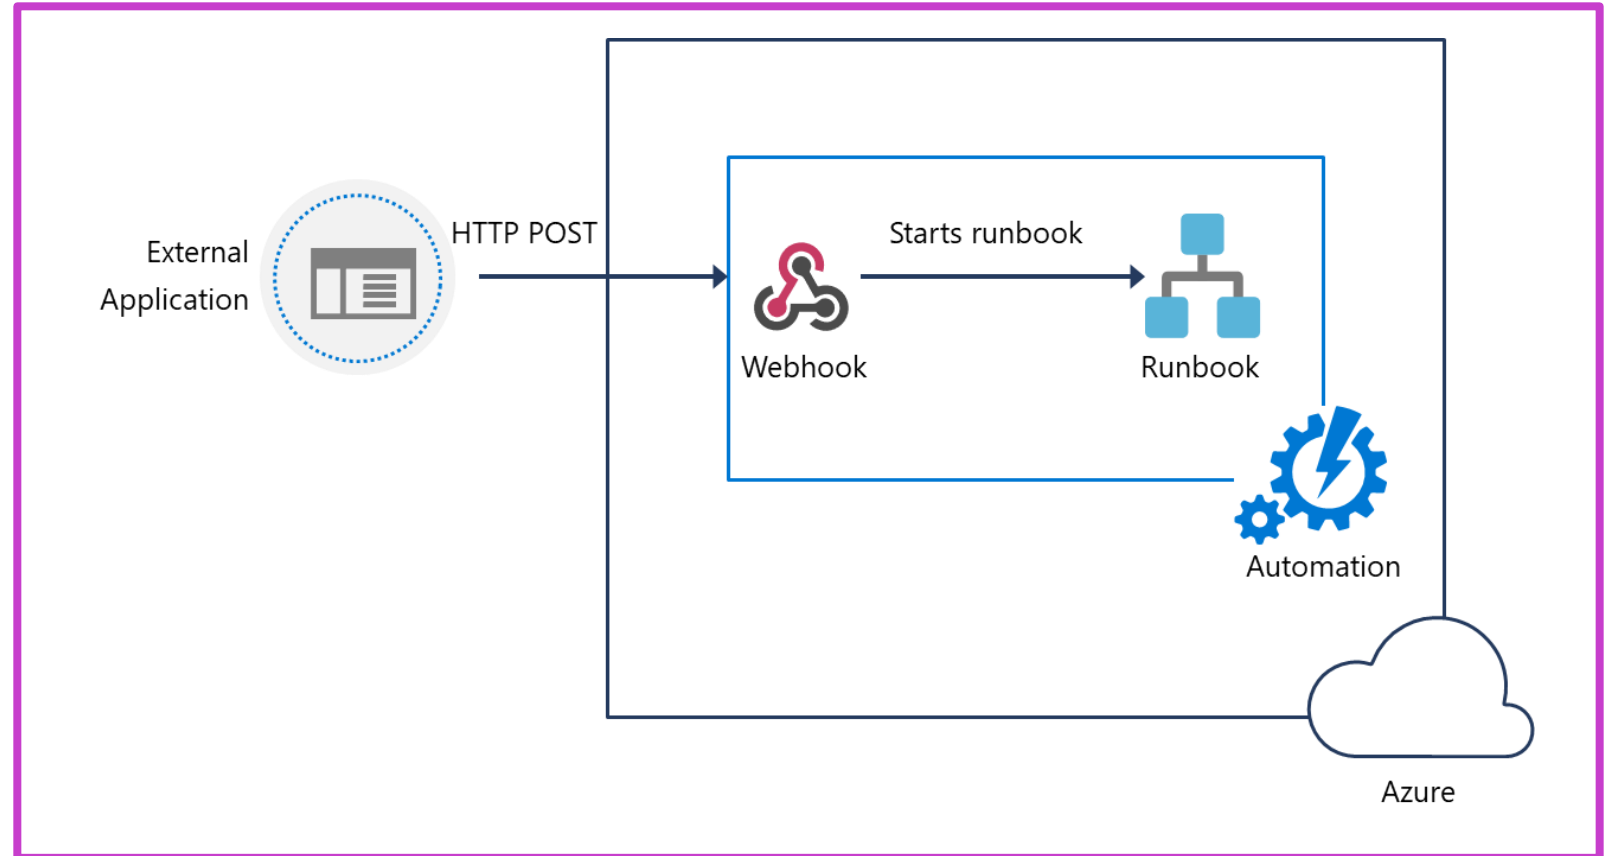 External
Application
HTTP POST
Starts runbook
Webhook
Runbook
Automation
Azure